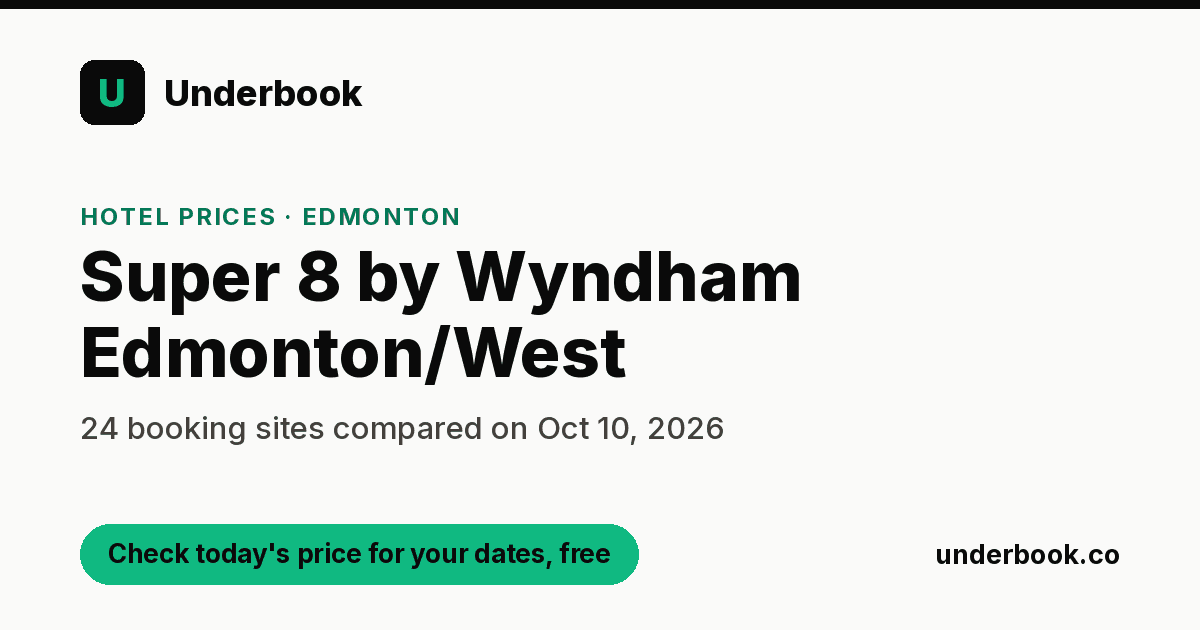 U
Underbook
HOTEL PRICES · EDMONTON
Super 8 by Wyndham
Edmonton/West
24 booking sites compared on Oct 10, 2026
Check today's price for your dates, free
underbook.co